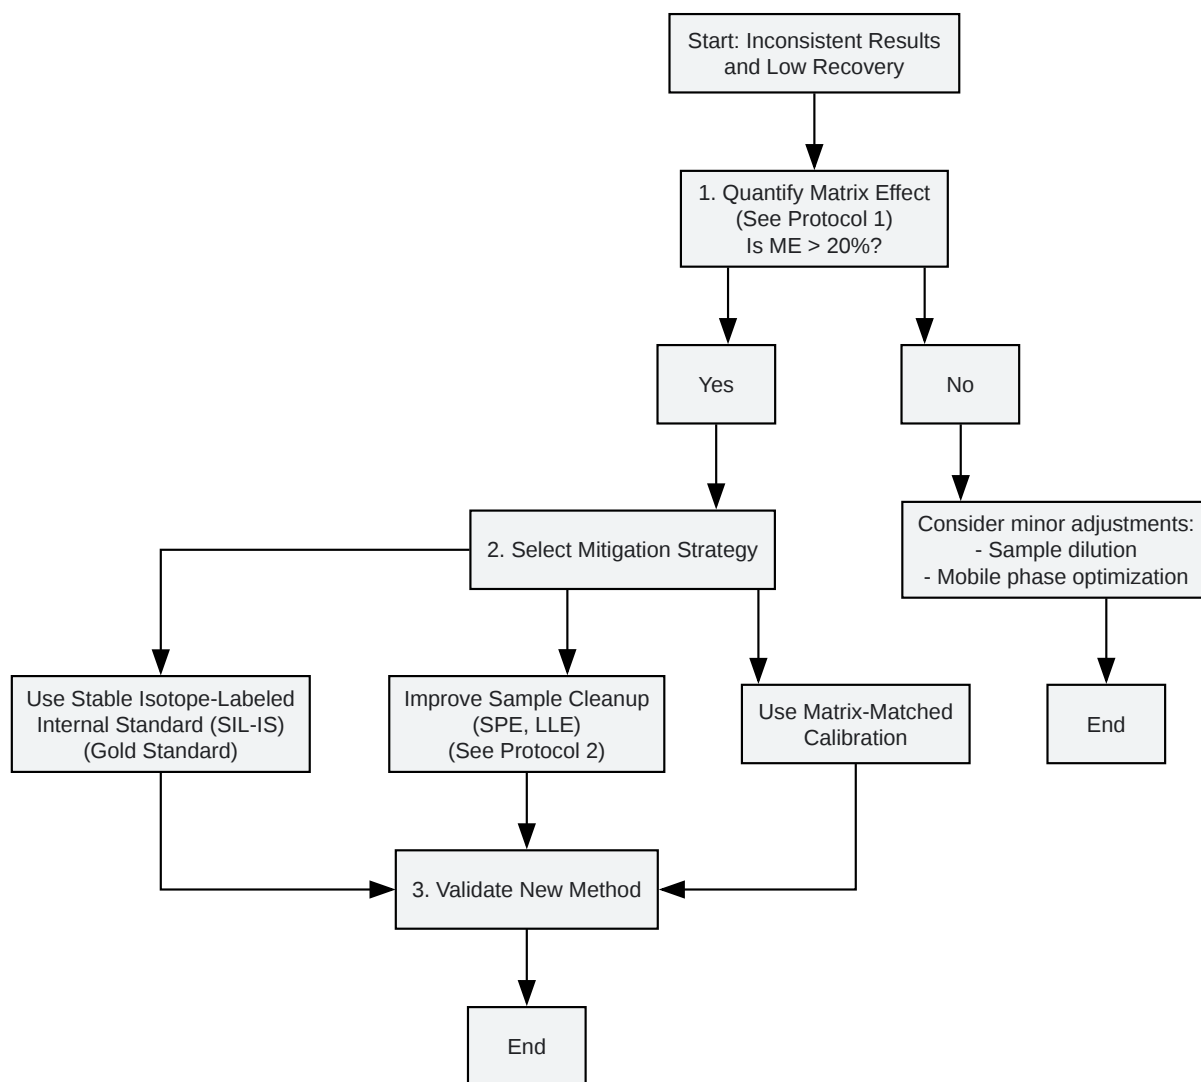 Start: Inconsistent Results
and Low Recovery
1. Quantify Matrix Effect
(See Protocol 1)
Is ME > 20%?
Yes
No
2. Select Mitigation Strategy
Consider minor adjustments:
- Sample dilution
- Mobile phase optimization
Use Stable Isotope-Labeled
Internal Standard (SIL-IS)
(Gold Standard)
Improve Sample Cleanup
(SPE, LLE)
(See Protocol 2)
Use Matrix-Matched
Calibration
End
3. Validate New Method
End